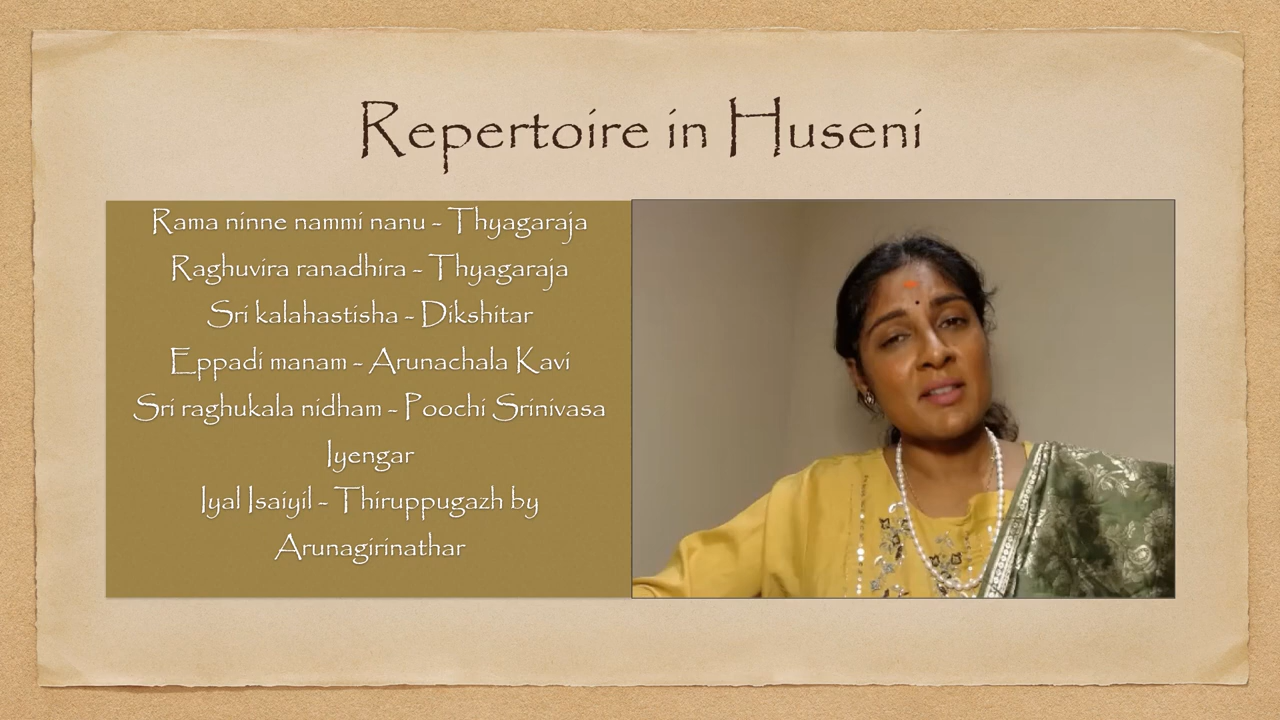 Repertoire in Huseni
Rama ninne nammi nanu - Thyagaraja
Raghuvira ranadhira - Thyagaraja
Sri kalahastisha - Dikshitar
Eppadi manam - Arunachala Kavi
Sri raghukala nidham - Poochi Srinivasa
Iyengar
Iyal Isaiyil - Thiruppugazh by
Arunagirinathar